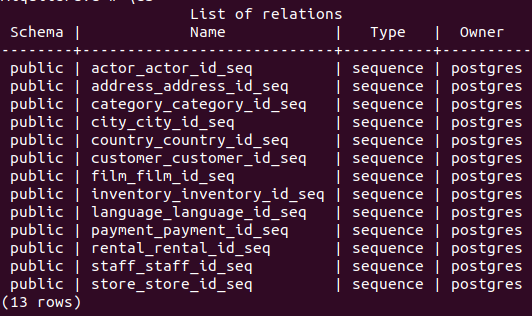 List of relations
Schema | Name | Type | Owner
--------+----------------------------+----------+----------
public | actor_actor_id_seq | sequence | postgres
public | address_address_id_seq | sequence | postgres
public | category_category_id_seq | sequence | postgres
public | city_city_id_seq | sequence | postgres
public | country_country_id_seq | sequence | postgres
public | customer_customer_id_seq | sequence | postgres
public | film_film_id_seq | sequence | postgres
public | inventory_inventory_id_seq | sequence | postgres
public | language_language_id_seq | sequence | postgres
public | payment_payment_id_seq | sequence | postgres
public | rental_rental_id_seq | sequence | postgres
public | staff_staff_id_seq | sequence | postgres
public | store_store_id_seq | sequence | postgres
(13 rows)